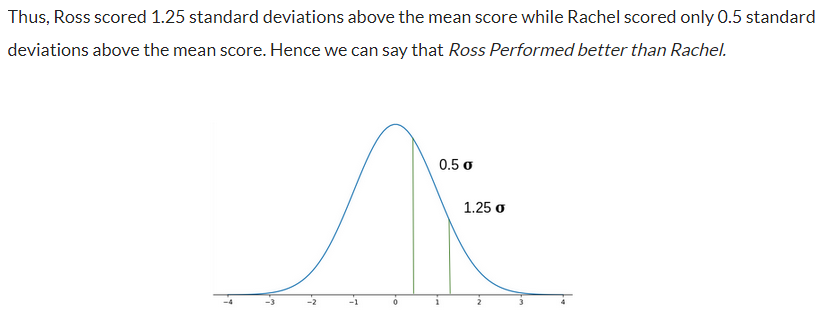 Thus, Ross scored 1.25 standard deviations above the mean score while Rachel scored only 0.5 standard
deviations above the mean score. Hence we can say that Ross Performed better than Rachel.
0.5 σ
1.25 σ
-4 -3 -2 -1 0 1 2 3 4